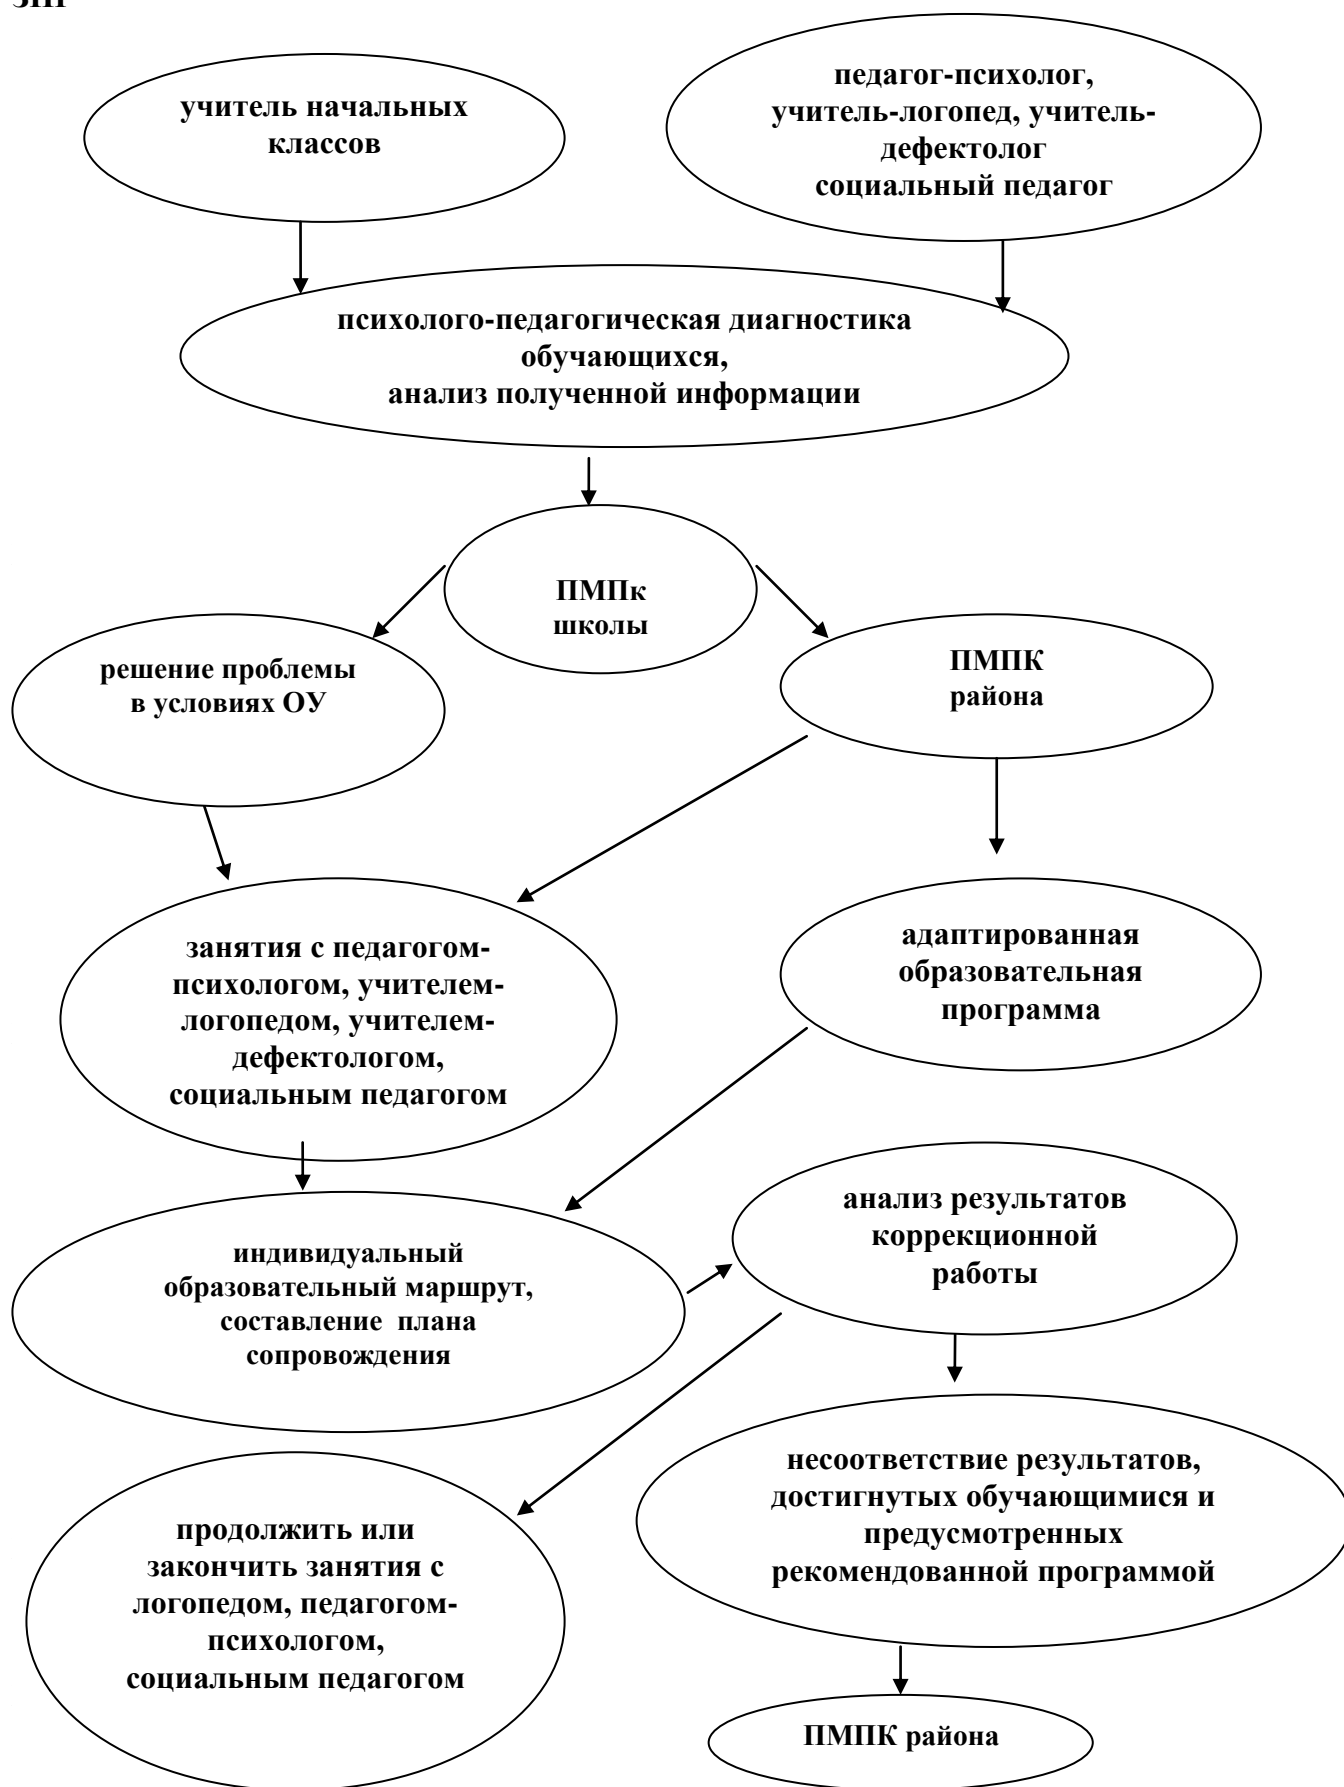 учитель начальных
классов
педагог-психолог,
учитель-логопед, учитель-
дефектолог
социальный педагог
психолого-педагогическая диагностика
обучающихся,
анализ полученной информации
ПМПк
школы
решение проблемы
в условиях ОУ
ПМПК
района
занятия с педагогом-
психологом, учителем-
логопедом, учителем-
дефектологом,
социальным педагогом
адаптированная
образовательная
программа
индивидуальный
образовательный маршрут,
составление  плана
сопровождения
анализ результатов
коррекционной
работы
продолжить или
закончить занятия с
логопедом, педагогом-
психологом,
социальным педагогом
несоответствие результатов,
достигнутых обучающимися и
предусмотренных
рекомендованной программой
ПМПК района